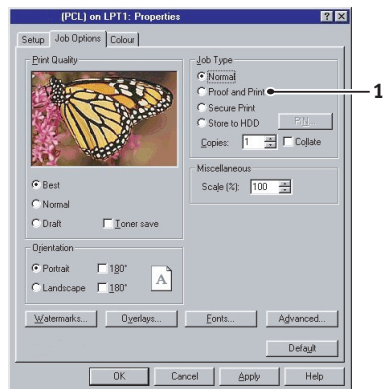 (PCL) on LPT1: Properties
Setup Job Options Colour
Print Quality
Best
Normal
Draft Toner save
Orientation
Portrait 180°
Landscape 180°
A
Job Type
Normal
Proof and Print
1
Secure Print
Store to HDD PIN...
Copies: 1 Collate
Miscellaneous
Scale (%): 100
Watermarks... Overlays... Fonts... Advanced...
Default
OK Cancel Apply Help